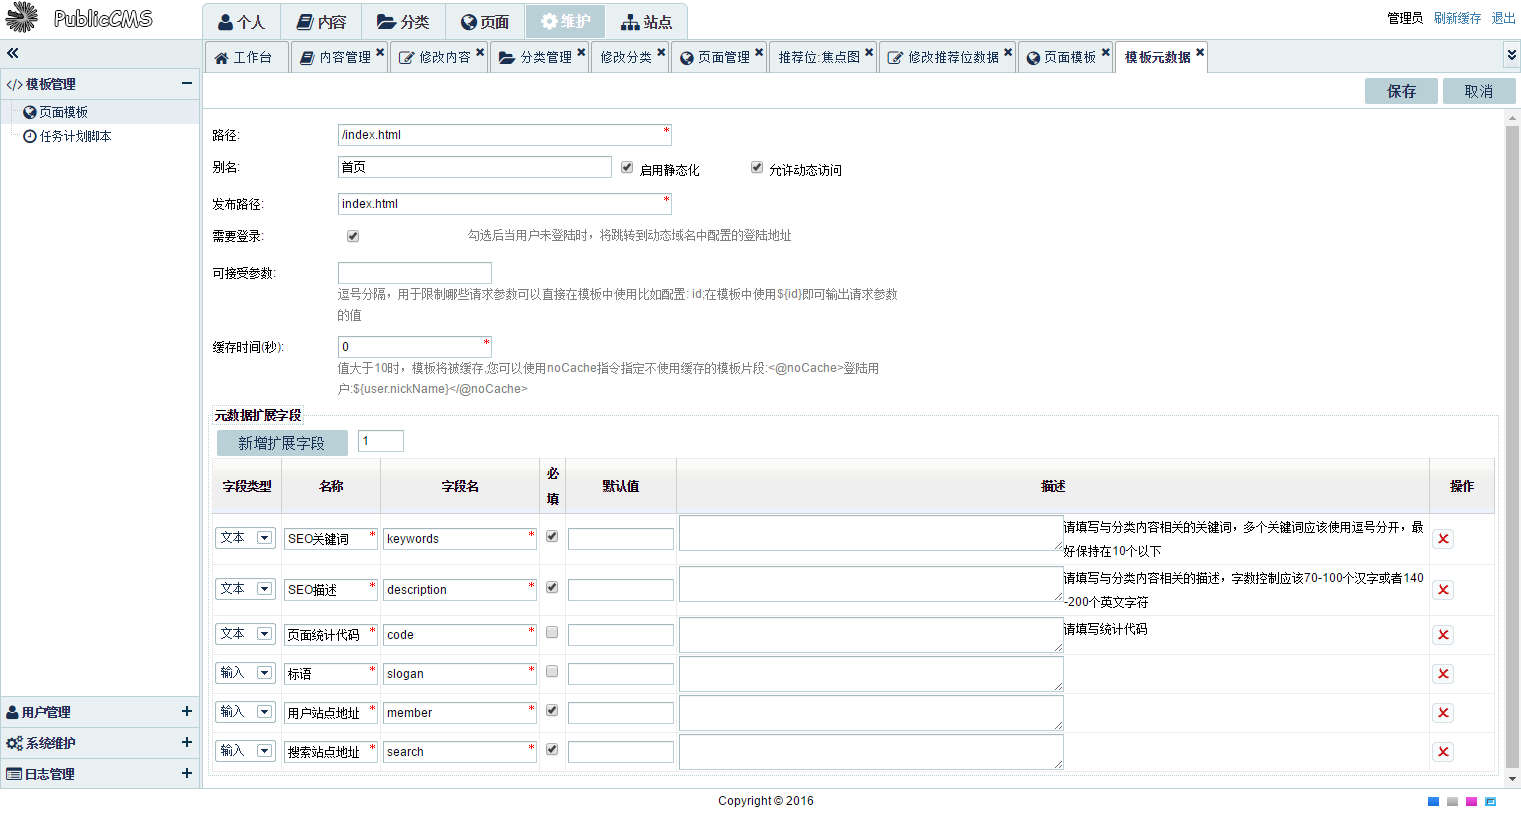 PublicCMS
个人 内容 分类 页面 维护 站点
管理员 刷新缓存 退出
工作台 内容管理 修改内容 分类管理 修改分类 页面管理 推荐位:焦点图 修改推荐位数据 页面模板 模板元数据
模板管理
页面模板
任务计划脚本
用户管理
系统维护
日志管理
保存 取消
路径: /index.html *
别名: 首页 启用静态化 允许动态访问
发布路径: index.html *
需要登录: 勾选后当用户未登陆时，将跳转到动态域名中配置的登陆地址
可接受参数:
逗号分隔，用于限制哪些请求参数可以直接在模板中使用比如配置: id;在模板中使用${id}即可输出请求参数
的值
缓存时间(秒): 0 *
值大于10时，模板将被缓存,您可以使用noCache指令指定不使用缓存的模板片段:<@noCache>登陆用
户:${user.nickName}</@noCache>
元数据扩展字段
新增扩展字段 1
字段类型 名称 字段名 必填 默认值 描述 操作
文本 SEO关键词 * keywords * 请填写与分类内容相关的关键词，多个关键词应该使用逗号分开，最
好保持在10个以下
文本 SEO描述 * description * 请填写与分类内容相关的描述，字数控制应该70-100个汉字或者140
-200个英文字符
文本 页面统计代码 * code * 请填写统计代码
输入 标语 * slogan *
输入 用户站点地址 * member *
输入 搜索站点地址 * search *
Copyright © 2016